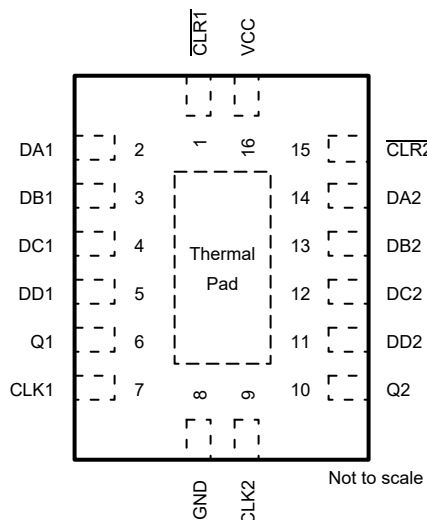 CLR1 VCC
1 16
DA1 2 15 CLR2
DB1 3 14 DA2
DC1 4 13 DB2
DD1 5 12 DC2
Q1 6 11 DD2
CLK1 7 10 Q2
Thermal
Pad
8 9
GND CLK2
Not to scale